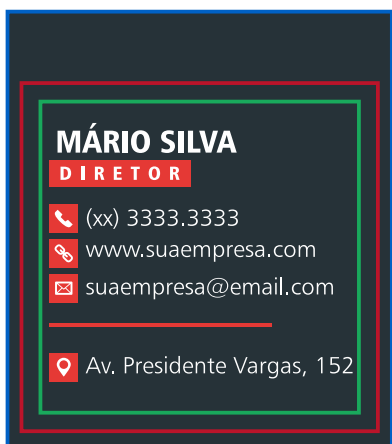 MÁRIO SILVA
DIRETOR
(xx) 3333.3333
www.suaempresa.com
suaempresa@email.com
Av. Presidente Vargas, 152